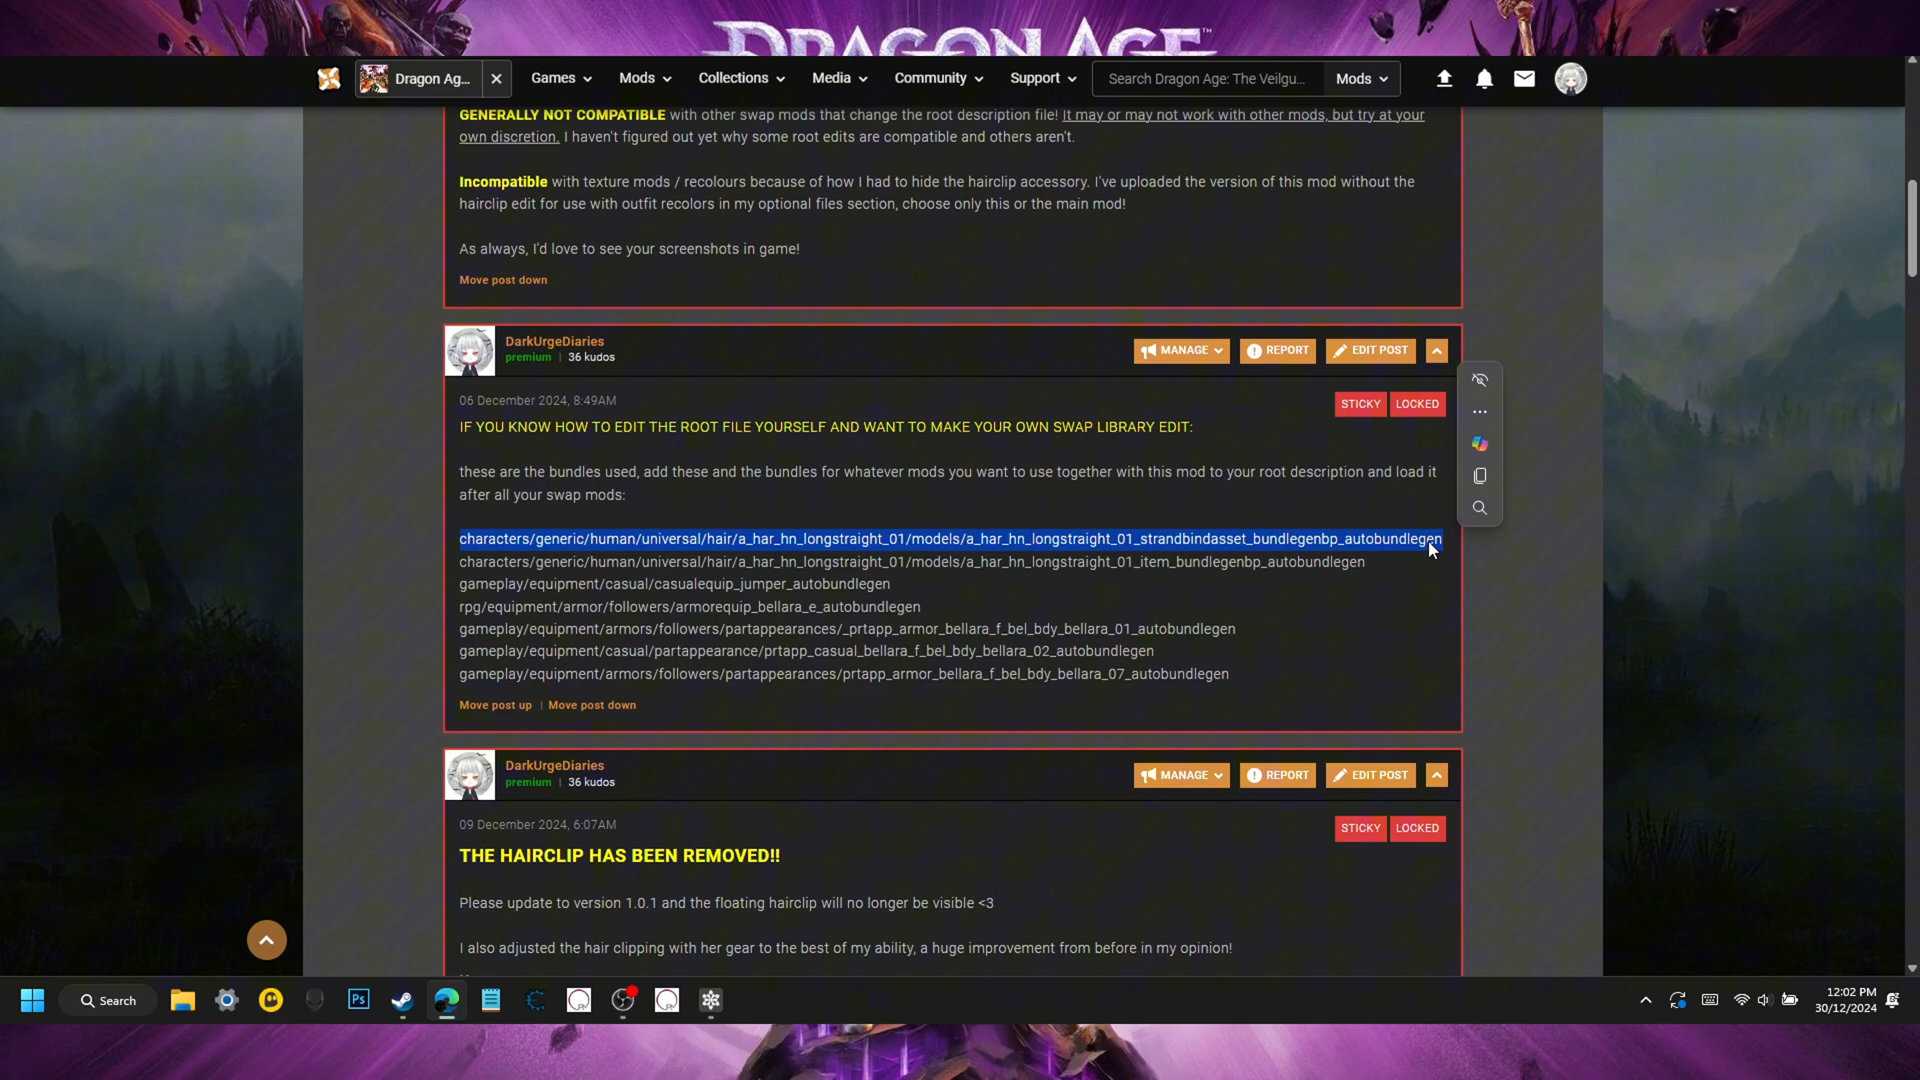 DRAGON AGE™
Dragon Ag...
Games
Mods
Collections
Media
Community
Support
Search Dragon Age: The Veilgu...
Mods
GENERALLY NOT COMPATIBLE with other swap mods that change the root description file! It may or may not work with other mods, but try at your
own discretion. I haven't figured out yet why some root edits are compatible and others aren't.
Incompatible with texture mods / recolours because of how I had to hide the hairclip accessory. I've uploaded the version of this mod without the
hairclip edit for use with outfit recolors in my optional files section, choose only this or the main mod!
As always, I'd love to see your screenshots in game!
Move post down
DarkUrgeDiaries
premium | 36 kudos
MANAGE
REPORT
EDIT POST
06 December 2024, 8:49AM
STICKY
LOCKED
IF YOU KNOW HOW TO EDIT THE ROOT FILE YOURSELF AND WANT TO MAKE YOUR OWN SWAP LIBRARY EDIT:
these are the bundles used, add these and the bundles for whatever mods you want to use together with this mod to your root description and load it
after all your swap mods:
characters/generic/human/universal/hair/a_har_hn_longstraight_01/models/a_har_hn_longstraight_01_strandbindasset_bundlegenbp_autobundlegen
characters/generic/human/universal/hair/a_har_hn_longstraight_01/models/a_har_hn_longstraight_01_item_bundlegenbp_autobundlegen
gameplay/equipment/casual/casualequip_jumper_autobundlegen
rpg/equipment/armor/followers/armorequip_bellara_e_autobundlegen
gameplay/equipment/armors/followers/partappearances/_prtapp_armor_bellara_f_bel_bdy_bellara_01_autobundlegen
gameplay/equipment/casual/partappearance/prtapp_casual_bellara_f_bel_bdy_bellara_02_autobundlegen
gameplay/equipment/armors/followers/partappearances/prtapp_armor_bellara_f_bel_bdy_bellara_07_autobundlegen
Move post up | Move post down
DarkUrgeDiaries
premium | 36 kudos
MANAGE
REPORT
EDIT POST
09 December 2024, 6:07AM
STICKY
LOCKED
THE HAIRCLIP HAS BEEN REMOVED!!
Please update to version 1.0.1 and the floating hairclip will no longer be visible <3
I also adjusted the hair clipping with her gear to the best of my ability, a huge improvement from before in my opinion!
Search
Ps
12:02 PM
30/12/2024